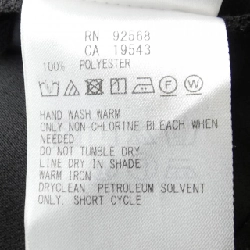 RN 92668
CA 19543
100% POLYESTER
HAND WASH WARM
ONLY NON-CHLORINE BLEACH WHEN
NEEDED
DO NOT TUMBLE DRY
LINE DRY IN SHADE
WARM IRON
DRYCLEAN PETROLEUM SOLVENT
ONLY. SHORT CYCLE